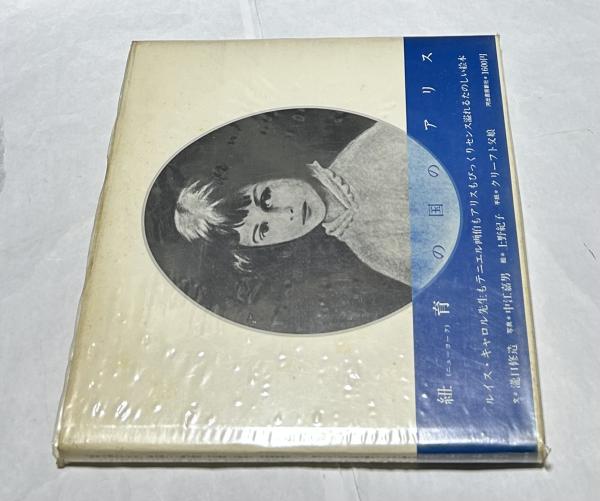 紐育の国のアリス
(ニューヨーク)
ルイス・キャロル先生もテニエル画伯もアリスもびっくりセンス溢れるたのしい絵本
文=瀧口修造 写真=中江嘉男 絵=上野紀子 手紙=クリーフト父娘
河出書房新社=1600円